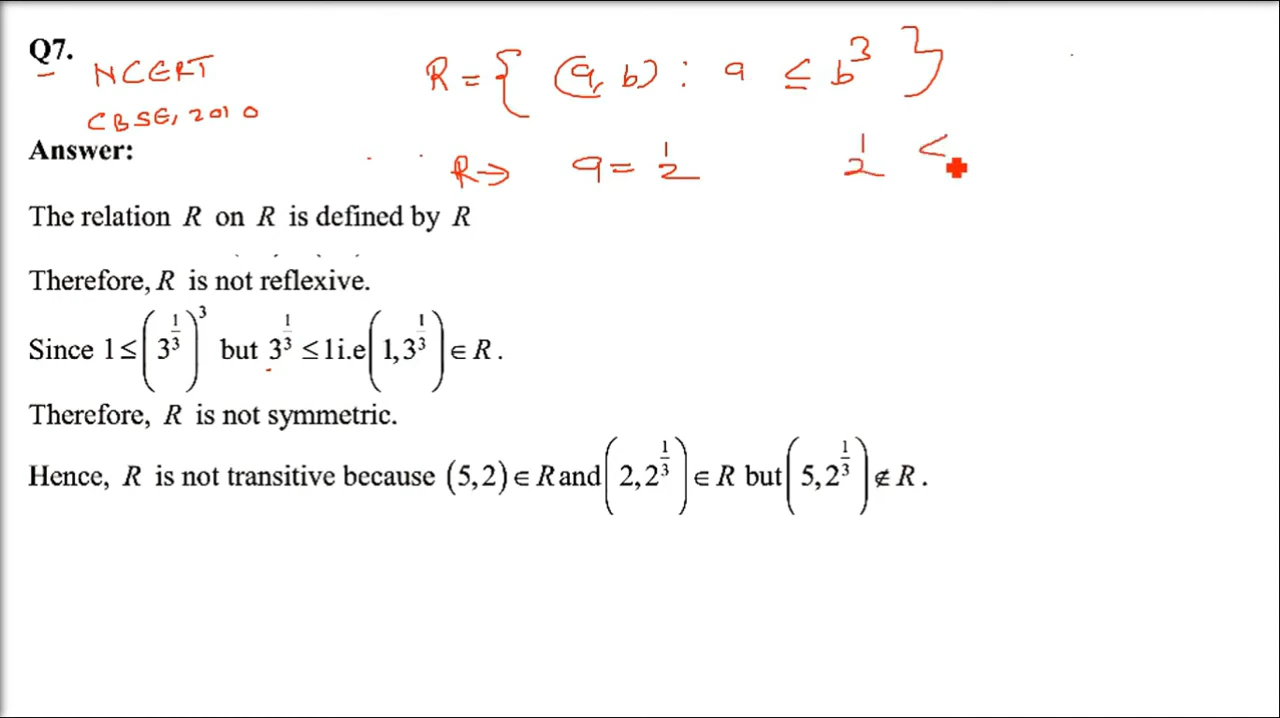 Q7.
NCERT
CBSE, 2010
R = { (a, b) : a ≤ b³ }
Answer:
R → a = 1/2 1/2 <
The relation R on R is defined by R
Therefore, R is not reflexive.
Since 1 ≤ (3^(1/3))^3 but 3^(1/3) ≤ 1i.e (1, 3^(1/3)) ∈ R.
Therefore, R is not symmetric.
Hence, R is not transitive because (5, 2) ∈ R and (2, 2^(1/3)) ∈ R but (5, 2^(1/3)) ∉ R.